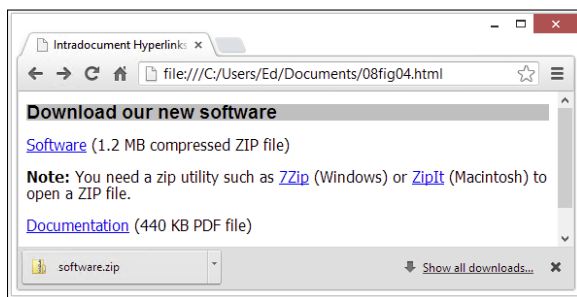 Intradocument Hyperlinks
file:///C:/Users/Ed/Documents/08fig04.html
Download our new software
Software (1.2 MB compressed ZIP file)
Note: You need a zip utility such as 7Zip (Windows) or ZipIt (Macintosh) to
open a ZIP file.
Documentation (440 KB PDF file)
software.zip
Show all downloads...